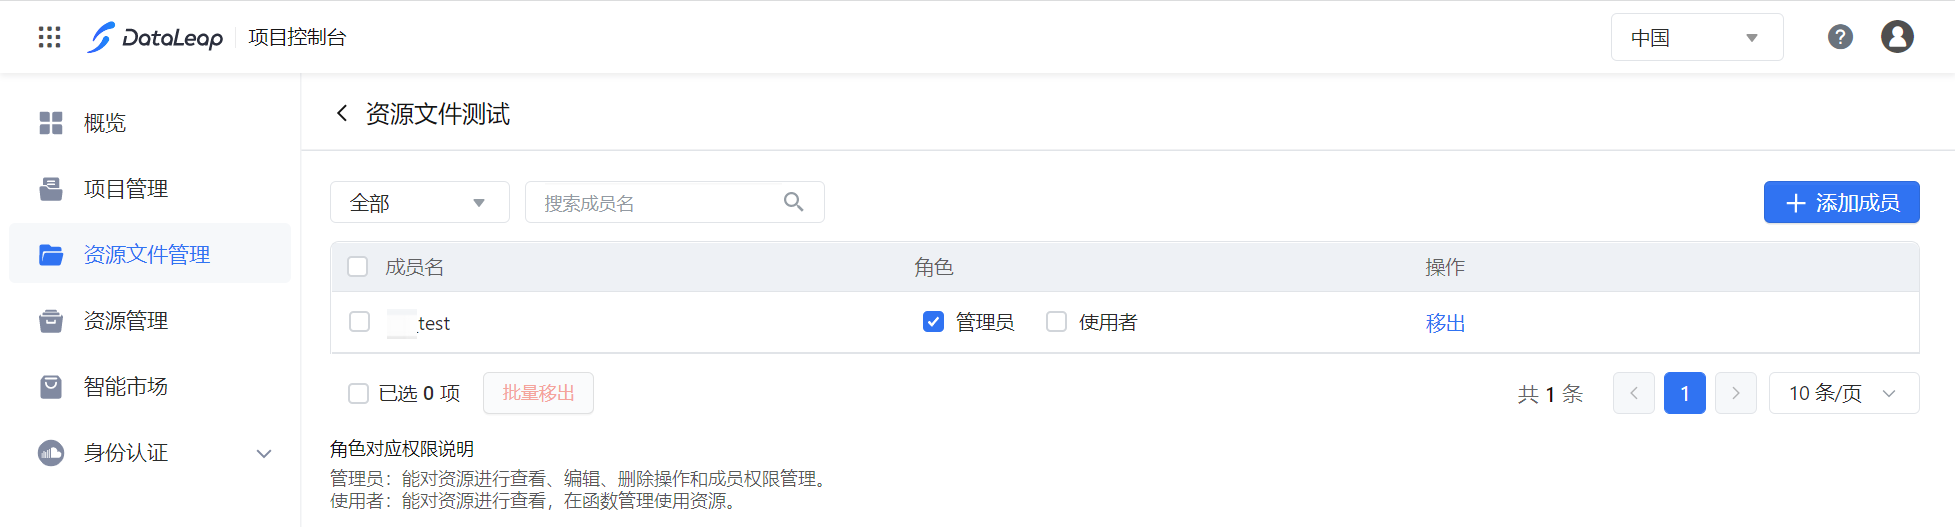 DataLeap 项目控制台 中国
概览
项目管理
资源文件管理
资源管理
智能市场
身份认证
资源文件测试
全部 搜索成员名 添加成员
成员名 角色 操作
_test 管理员 使用者 移出
已选 0 项 批量移出 共 1 条 1 10 条/页
角色对应权限说明
管理员：能对资源进行查看、编辑、删除操作和成员权限管理。
使用者：能对资源进行查看，在函数管理使用资源。